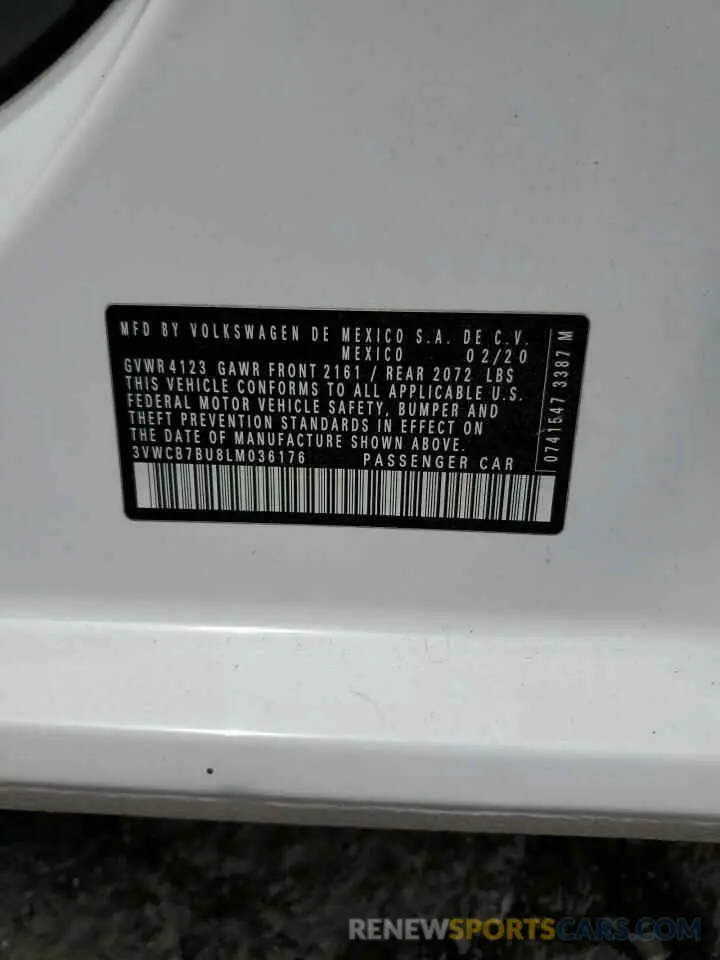 MFD BY VOLKSWAGEN DE MEXICO S.A. DE C.V.
MEXICO 02/20
GVWR 4123 GAWR FRONT 2161 / REAR 2072 LBS
THIS VEHICLE CONFORMS TO ALL APPLICABLE U.S.
FEDERAL MOTOR VEHICLE SAFETY, BUMPER AND
THEFT PREVENTION STANDARDS IN EFFECT ON
THE DATE OF MANUFACTURE SHOWN ABOVE.
3VWCB7BU8LM036176 PASSENGER CAR
0741547 3387 M
RENEWSPORTSCARS.COM